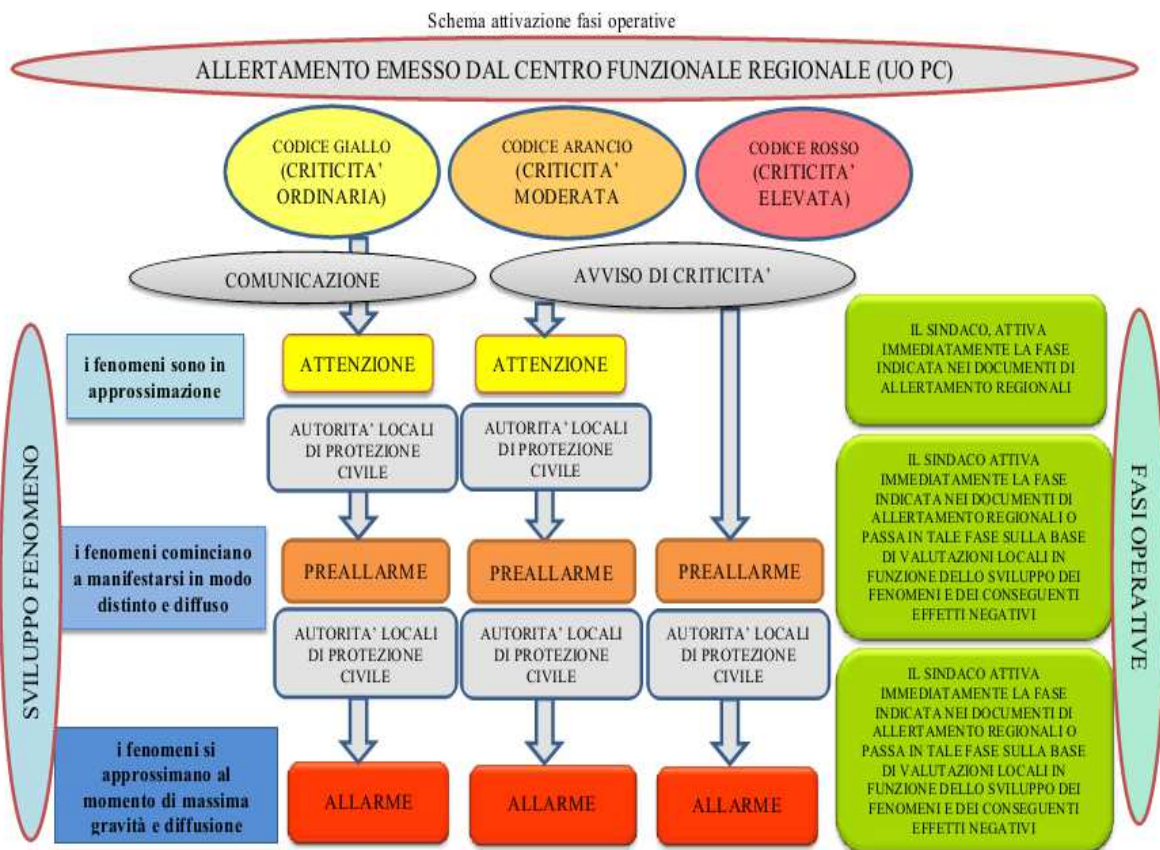 Schema attivazione fasi operative
ALLERTAMENTO EMESSO DAL CENTRO FUNZIONALE REGIONALE (UO PC)
CODICE GIALLO
(CRITICITA'
ORDINARIA)
CODICE ARANCIO
(CRITICITA'
MODERATA
CODICE ROSSO
(CRITICITA'
ELEVATA)
COMUNICAZIONE
AVVISO DI CRITICITA'
SVILUPPO FENOMENO
i fenomeni sono in
approssimazione
ATTENZIONE
ATTENZIONE
IL SINDACO, ATTIVA
IMMEDIATAMENTE LA FASE
INDICATA NEI DOCUMENTI DI
ALLERTAMENTO REGIONALI
AUTORITA' LOCALI
DI PROTEZIONE
CIVILE
AUTORITA' LOCALI
DI PROTEZIONE
CIVILE
i fenomeni cominciano
a manifestarsi in modo
distinto e diffuso
PREALLARME
PREALLARME
PREALLARME
IL SINDACO ATTIVA
IMMEDIATAMENTE LA FASE
INDICATA NEI DOCUMENTI DI
ALLERTAMENTO REGIONALI O
PASSA IN TALE FASE SULLA BASE
DI VALUTAZIONI LOCALI IN
FUNZIONE DELLO SVILUPPO DEI
FENOMENI E DEI CONSEGUENTI
EFFETTI NEGATIVI
AUTORITA' LOCALI
DI PROTEZIONE
CIVILE
AUTORITA' LOCALI
DI PROTEZIONE
CIVILE
AUTORITA' LOCALI
DI PROTEZIONE
CIVILE
i fenomeni si
approssimano al
momento di massima
gravità e diffusione
ALLARME
ALLARME
ALLARME
IL SINDACO ATTIVA
IMMEDIATAMENTE LA FASE
INDICATA NEI DOCUMENTI DI
ALLERTAMENTO REGIONALI O
PASSA IN TALE FASE SULLA BASE
DI VALUTAZIONI LOCALI IN
FUNZIONE DELLO SVILUPPO DEI
FENOMENI E DEI CONSEGUENTI
EFFETTI NEGATIVI
FASI OPERATIVE